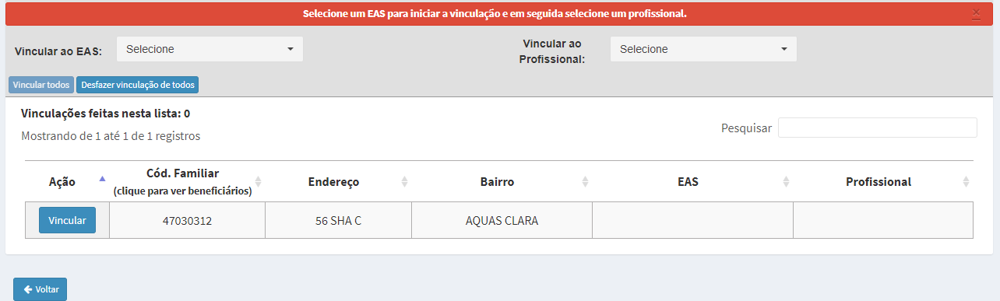 Selecione um EAS para iniciar a vinculação e em seguida selecione um profissional.
×
Vincular ao EAS: Selecione
Vincular ao
Profissional: Selecione
Vincular todos Desfazer vinculação de todos
Vinculações feitas nesta lista: 0
Mostrando de 1 até 1 de 1 registros
Pesquisar
Ação Cód. Familiar
(clique para ver beneficiários) Endereço Bairro EAS Profissional
Vincular 47030312 56 SHA C AQUAS CLARA
Voltar